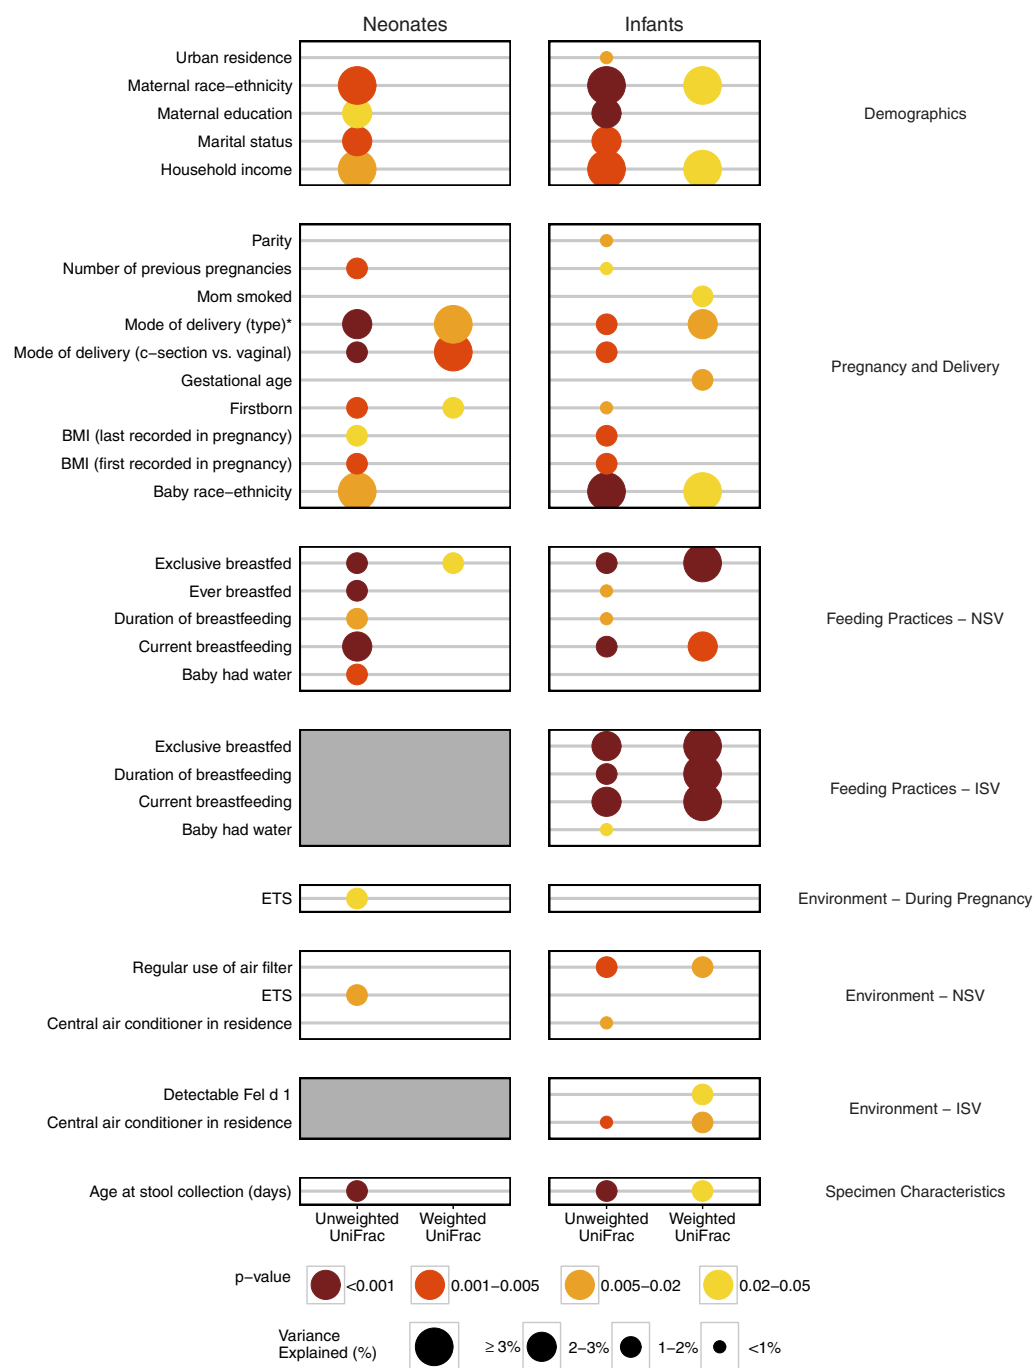 Neonates Infants
Urban residence
Maternal race−ethnicity
Maternal education
Marital status
Household income
Demographics
Parity
Number of previous pregnancies
Mom smoked
Mode of delivery (type)*
Mode of delivery (c−section vs. vaginal)
Gestational age
Firstborn
BMI (last recorded in pregnancy)
BMI (first recorded in pregnancy)
Baby race−ethnicity
Pregnancy and Delivery
Exclusive breastfed
Ever breastfed
Duration of breastfeeding
Current breastfeeding
Baby had water
Feeding Practices − NSV
Exclusive breastfed
Duration of breastfeeding
Current breastfeeding
Baby had water
Feeding Practices − ISV
ETS
Environment − During Pregnancy
Regular use of air filter
ETS
Central air conditioner in residence
Environment − NSV
Detectable Fel d 1
Central air conditioner in residence
Environment − ISV
Age at stool collection (days)
Specimen Characteristics
Unweighted Weighted Unweighted Weighted
UniFrac UniFrac UniFrac UniFrac
p−value <0.001 0.001−0.005 0.005−0.02 0.02−0.05
Variance
Explained (%) ≥3% 2−3% 1−2% <1%